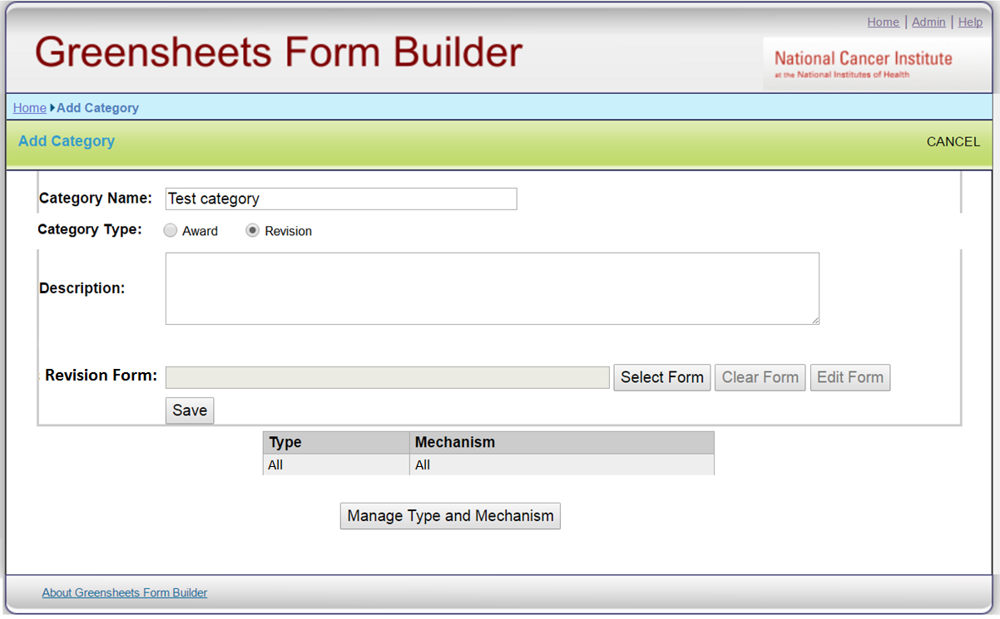 Home | Admin | Help
Greensheets Form Builder
National Cancer Institute
at the National Institutes of Health
Home Add Category
Add Category
CANCEL
Category Name: Test category
Category Type: Award Revision
Description:
Revision Form: Select Form Clear Form Edit Form
Save
Type Mechanism
All All
Manage Type and Mechanism
About Greensheets Form Builder